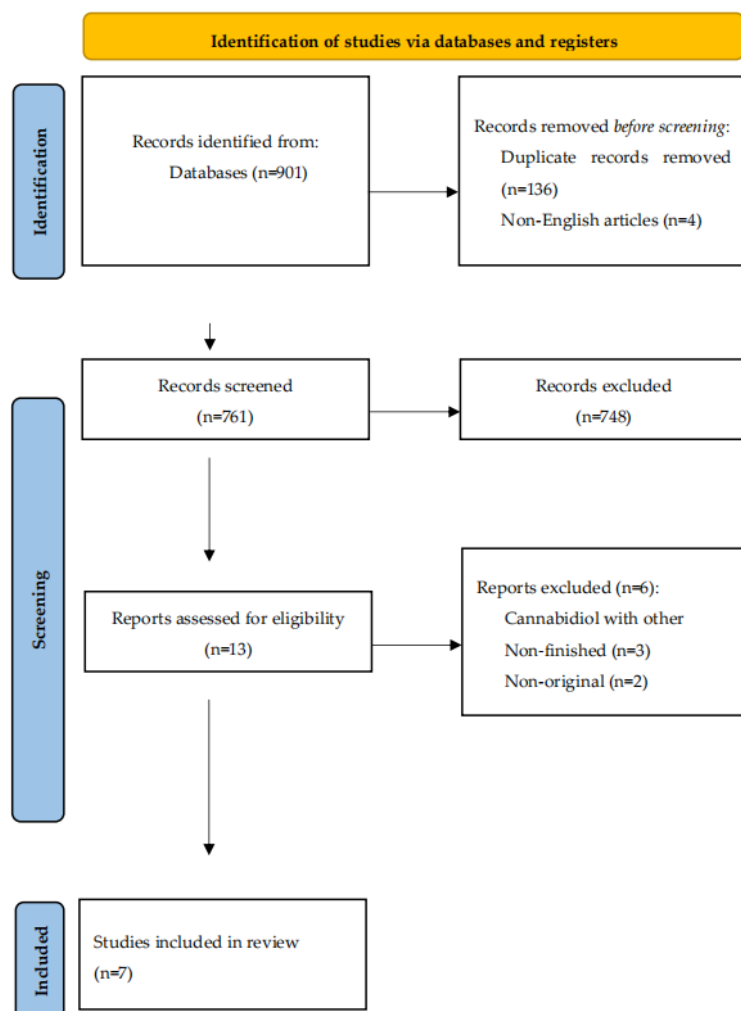 Identification of studies via databases and registers
Identification
Records identified from:
Databases (n=901)
Records removed before screening:
Duplicate records removed
(n=136)
Non-English articles (n=4)
Screening
Records screened
(n=761)
Records excluded
(n=748)
Reports assessed for eligibility
(n=13)
Reports excluded (n=6):
Cannabidiol with other
Non-finished (n=3)
Non-original (n=2)
Included
Studies included in review
(n=7)